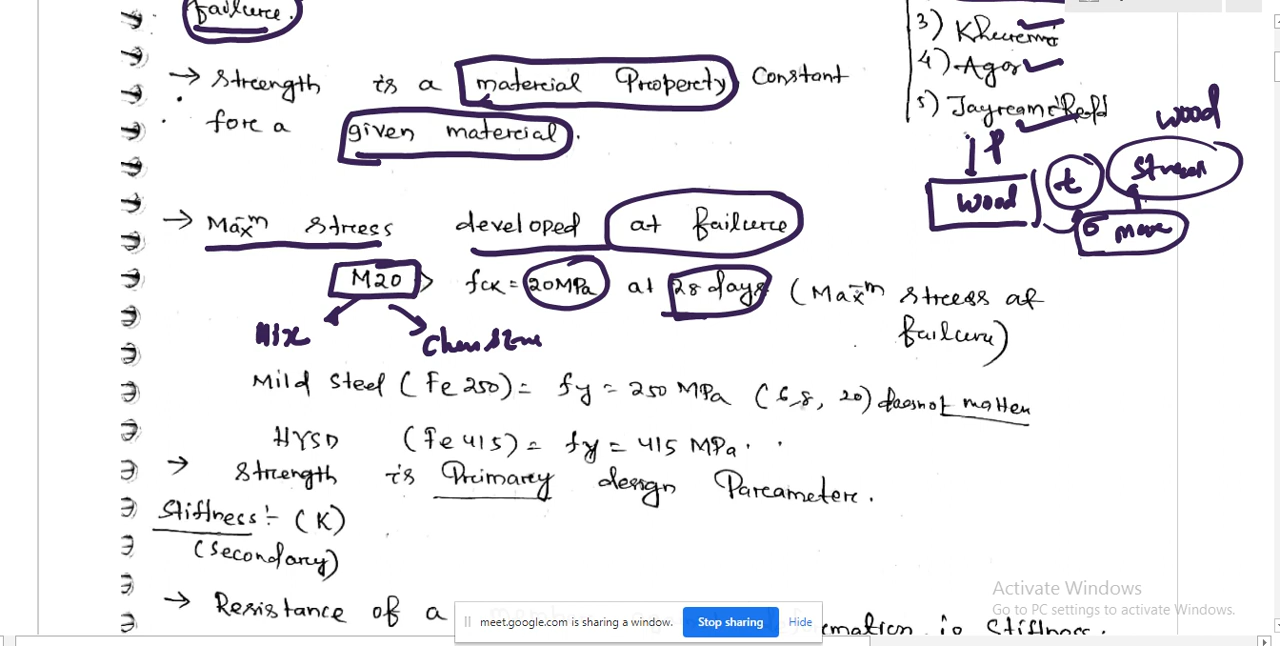 failure.
→ Strength is a material Property Constant
for a given material.
→ Max^m stress developed at failure
M20 > fck = 20MPa at 28 days (Max^m stress at
failure)
Mix
Mild Steel (Fe 250) = fy = 250 MPa (6,8, 20) doesnot matter
HYSD (Fe 415) = fy = 415 MPa.
→ Strength is Primary design Parameter.
Stiffness :- (K)
(secondary)
→ Resistance of a
rmation is Stiffness.
3) Khurmi
4) Agor
5)
wood
P
wood
t
stress
σ max
meet.google.com is sharing a window.
Stop sharing
Hide
Activate Windows
Go to PC settings to activate Windows.